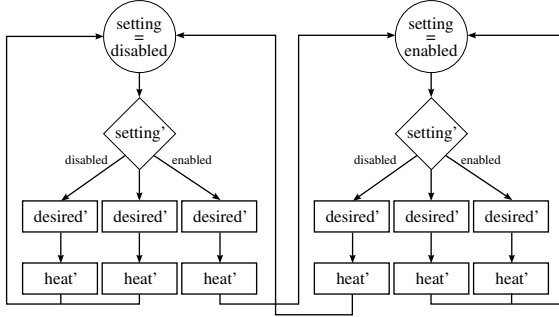 setting
=
disabled
setting
=
enabled
setting’
setting’
disabled
enabled
disabled
enabled
desired’
desired’
desired’
desired’
desired’
desired’
heat’
heat’
heat’
heat’
heat’
heat’